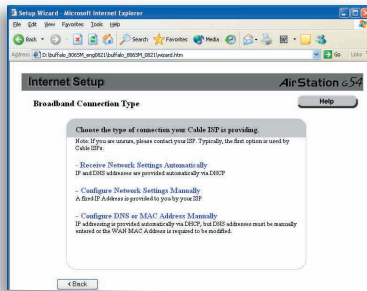 Setup Wizard - Microsoft Internet Explorer
File Edit View Favorites Tools Help
Back Search Favorites Media
Address D:\buffalo_8065M_eng0821\buffalo_8065M_0821\wizard.htm Go Links
Internet Setup AirStation G54
Broadband Connection Type Help
Choose the type of connection your Cable ISP is providing.
Note: If you are unsure, please contact your ISP. Typically, the first option is used by
Cable ISPs.
- Receive Network Settings Automatically
IP and DNS addresses are provided automatically via DHCP
- Configure Network Settings Manually
A fixed IP Address is provided to you by your ISP
- Configure DNS or MAC Address Manually
IP addressing is provided automatically via DHCP, but DNS addresses must be manually
entered or the WAN MAC Address is required to be modified.
< Back